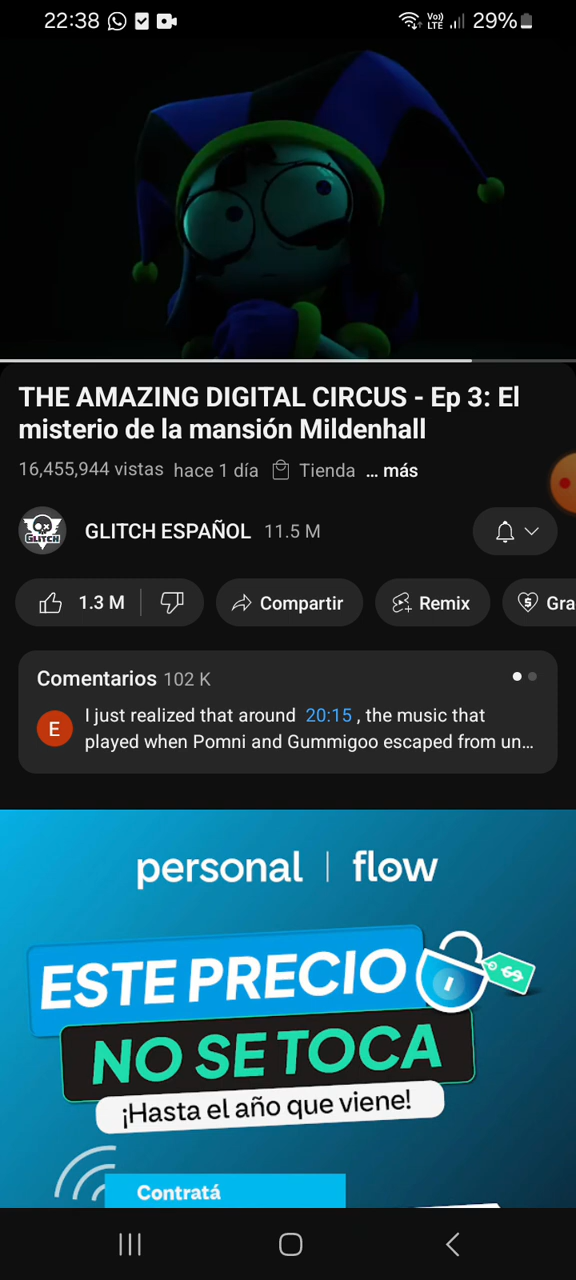 22:38
Vo))
LTE
29%
THE AMAZING DIGITAL CIRCUS - Ep 3: El
misterio de la mansión Mildenhall
16,455,944 vistas hace 1 día Tienda ... más
GLITCH
GLITCH ESPAÑOL 11.5 M
1.3 M
Compartir
Remix
Gra
Comentarios 102 K
E
I just realized that around 20:15 , the music that
played when Pomni and Gummigoo escaped from un...
personal | flow
ESTE PRECIO
NO SE TOCA
¡Hasta el año que viene!
Contratá